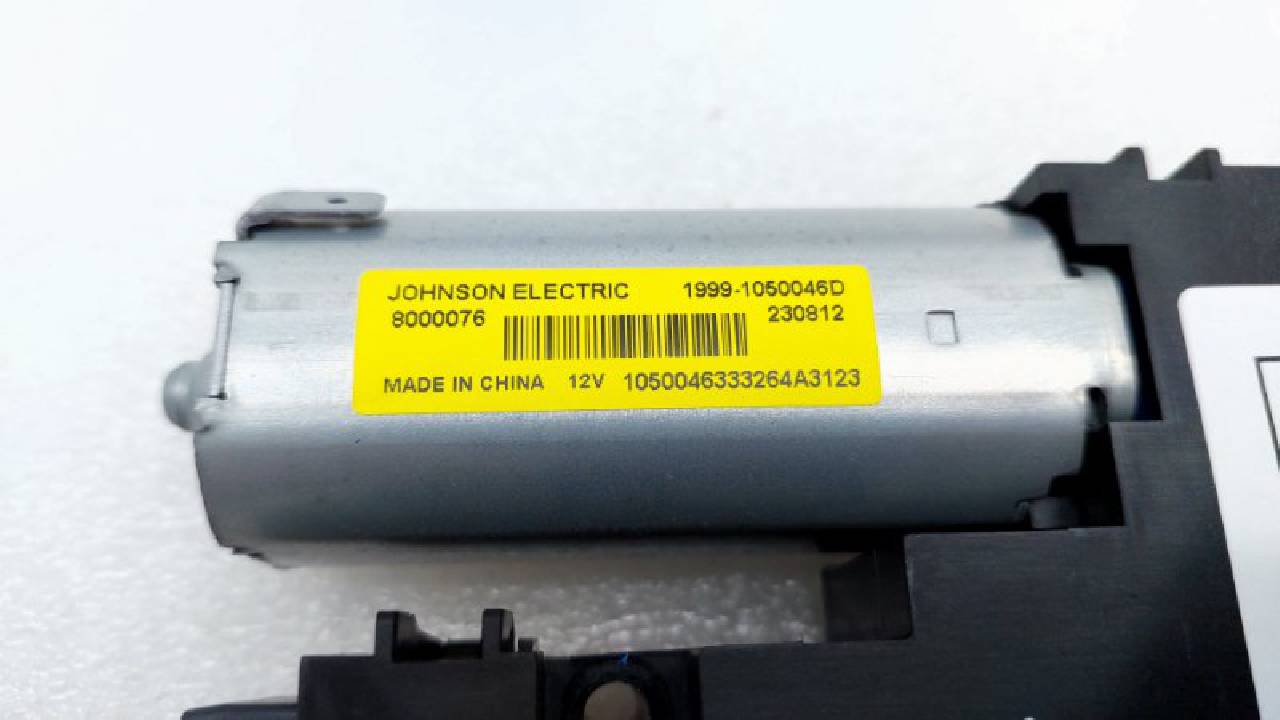 JOHNSON ELECTRIC 1999-1050046D
8000076 230812
MADE IN CHINA 12V 1050046333264A3123